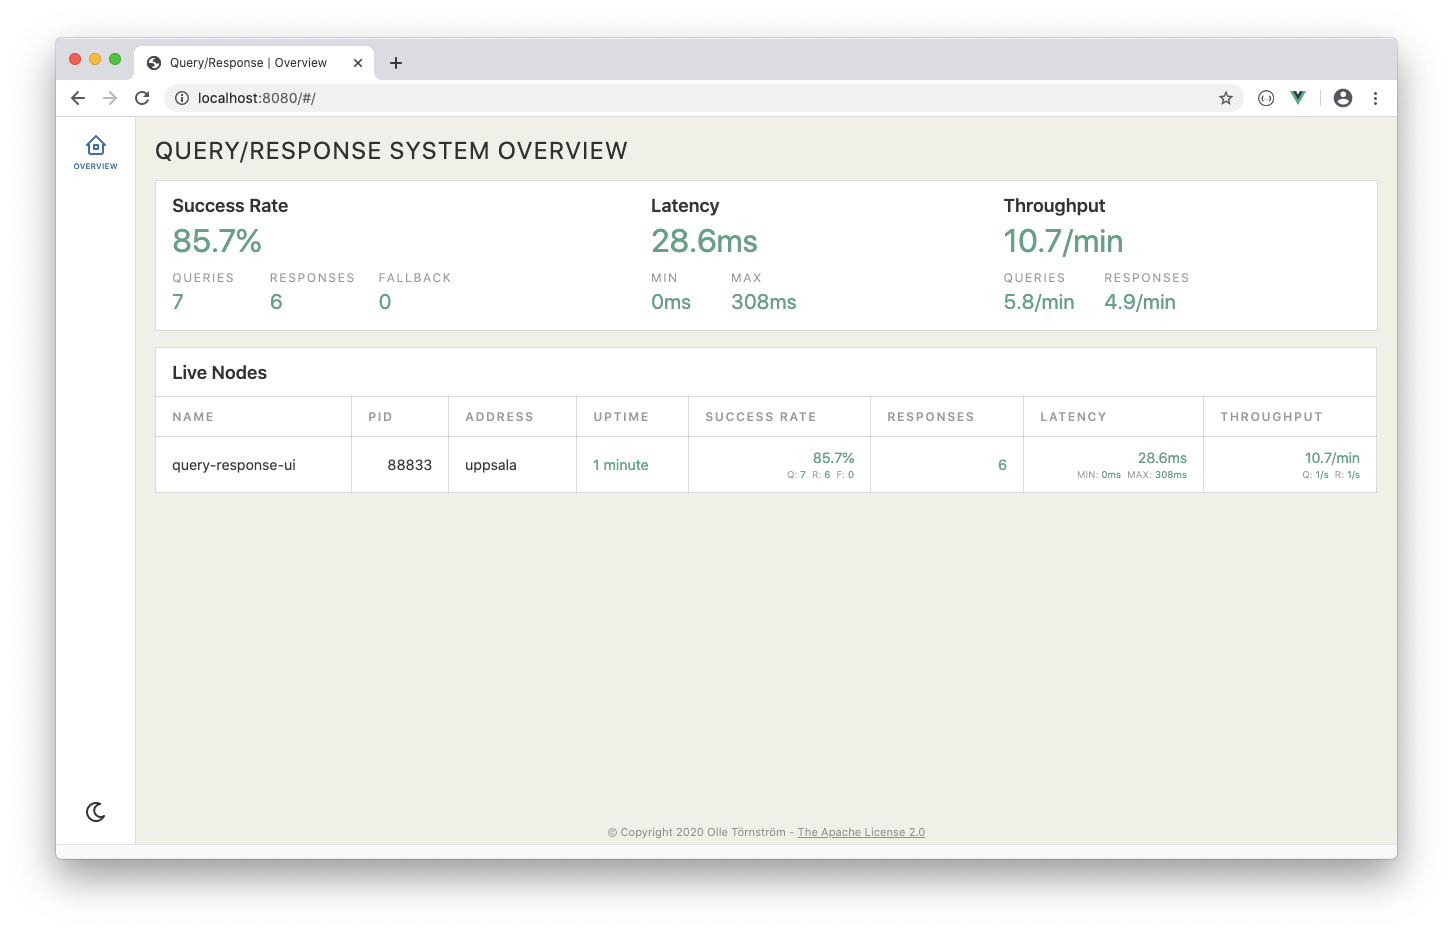 Query/Response | Overview
localhost:8080/#/
OVERVIEW
QUERY/RESPONSE SYSTEM OVERVIEW
Success Rate
85.7%
QUERIES RESPONSES FALLBACK
7 6 0
Latency
28.6ms
MIN MAX
0ms 308ms
Throughput
10.7/min
QUERIES RESPONSES
5.8/min 4.9/min
Live Nodes
NAME PID ADDRESS UPTIME SUCCESS RATE RESPONSES LATENCY THROUGHPUT
query-response-ui 88833 uppsala 1 minute 85.7% 6 28.6ms 10.7/min
Q: 7 R: 6 F: 0 MIN: 0ms MAX: 308ms Q: 1/s R: 1/s
© Copyright 2020 Olle Törnström - The Apache License 2.0